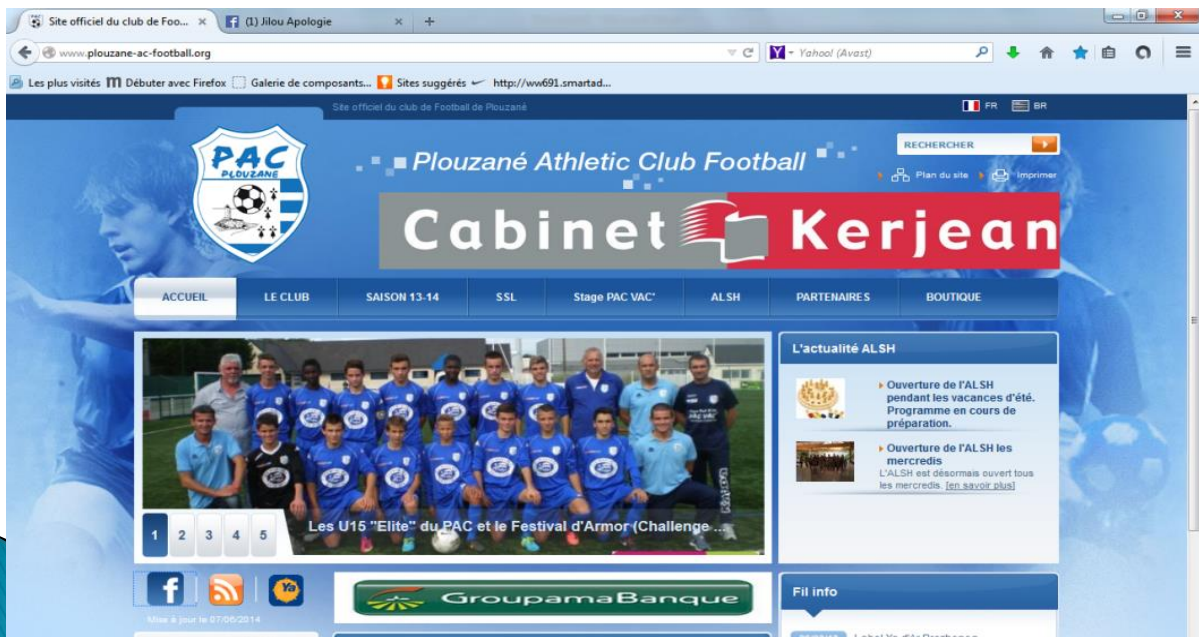 Site officiel du club de Foo... ×
(1) Jilou Apologie × +
www.plouzane-ac-football.org
Yahoo! (Avast)
Les plus visités Débuter avec Firefox Galerie de composants... Sites suggérés http://ww691.smartad...
Site officiel du club de Football de Plouzané
FR BR
PAC
PLOUZANE
Plouzané Athletic Club Football
RECHERCHER
Plan du site Imprimer
Cabinet Kerjean
ACCUEIL LE CLUB SAISON 13-14 SSL Stage PAC VAC' ALSH PARTENAIRES BOUTIQUE
L'actualité ALSH
Ouverture de l'ALSH
pendant les vacances d'été.
Programme en cours de
préparation.
Ouverture de l'ALSH les
mercredis
L'ALSH est désormais ouvert tous
les mercredis. [en savoir plus]
Les U15 "Elite" du PAC et le Festival d'Armor (Challenge ...
1 2 3 4 5
f Ya
GroupamaBanque
Mise à jour le 07/06/2014
Fil info